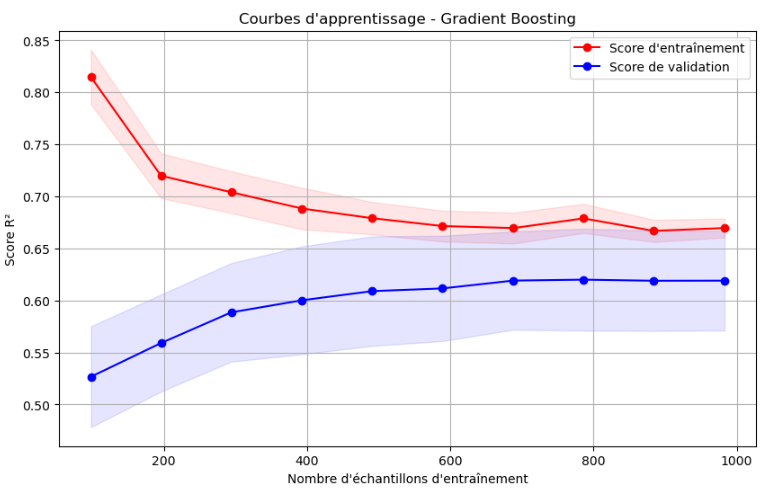 Courbes d'apprentissage - Gradient Boosting
Score d'entraînement
Score de validation
0.85
0.80
0.75
0.70
0.65
0.60
0.55
0.50
Score R²
200
400
600
800
1000
Nombre d'échantillons d'entraînement